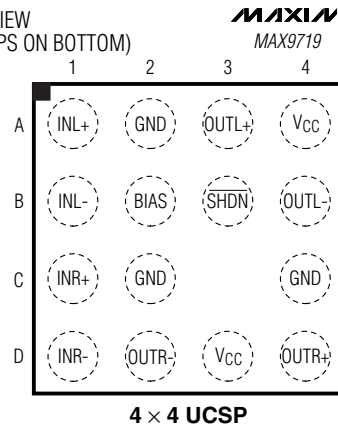 IEW
PS ON BOTTOM)
MAXIM
MAX9719
1 2 3 4
A INL+ GND OUTL+ VCC
B INL- BIAS SHDN OUTL-
C INR+ GND GND
D INR- OUTR- VCC OUTR+
4 × 4 UCSP